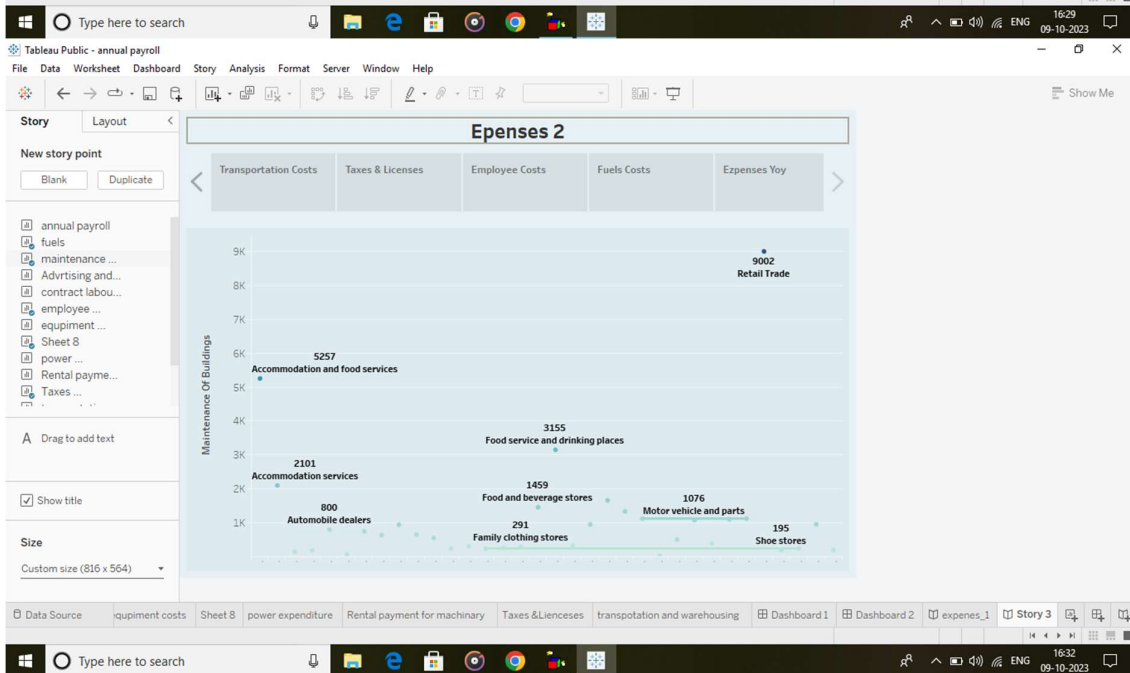 Type here to search
ENG
16:29
09-10-2023
Tableau Public - annual payroll
File Data Worksheet Dashboard Story Analysis Format Server Window Help
Show Me
Story Layout
New story point
Blank Duplicate
annual payroll
fuels
maintenance ...
Advrtising and...
contract labou...
employee ...
equpiment ...
Sheet 8
power ...
Rental payme...
Taxes ...
A Drag to add text
Show title
Size
Custom size (816 x 564)
Epenses 2
Transportation Costs
Taxes & Licenses
Employee Costs
Fuels Costs
Ezpenses Yoy
Maintenance Of Buildings
9K
8K
7K
6K
5K
4K
3K
2K
1K
9002
Retail Trade
5257
Accommodation and food services
3155
Food service and drinking places
2101
Accommodation services
1459
Food and beverage stores
1076
Motor vehicle and parts
800
Automobile dealers
291
Family clothing stores
195
Shoe stores
Data Source qupiment costs Sheet 8 power expenditure Rental payment for machinary Taxes &Lienceses transpotation and warehousing Dashboard 1 Dashboard 2 expenes_1 Story 3
Type here to search
ENG
16:32
09-10-2023